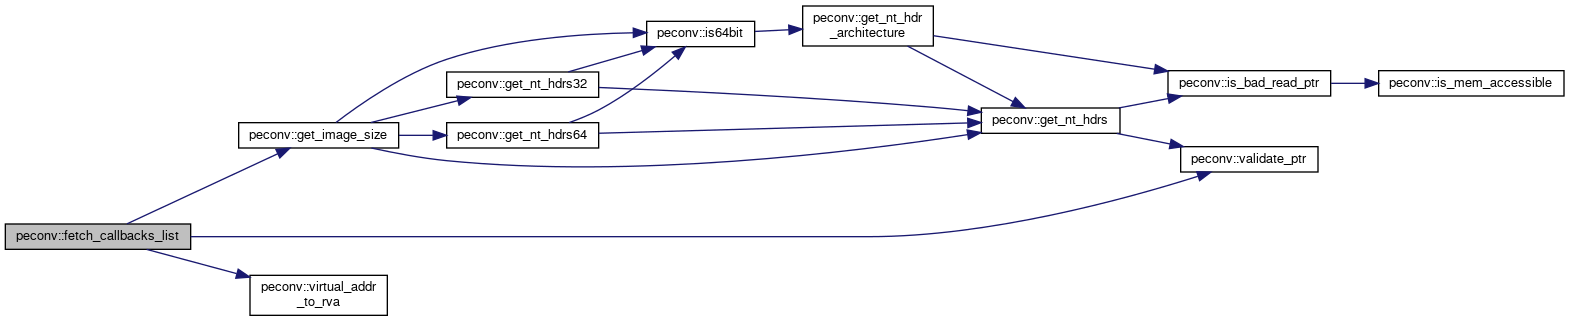 peconv::get_nt_hdr
_architecture
peconv::is64bit
peconv::get_nt_hdrs32
peconv::is_bad_read_ptr
peconv::is_mem_accessible
peconv::get_nt_hdrs
peconv::get_image_size
peconv::get_nt_hdrs64
peconv::validate_ptr
peconv::fetch_callbacks_list
peconv::virtual_addr
_to_rva